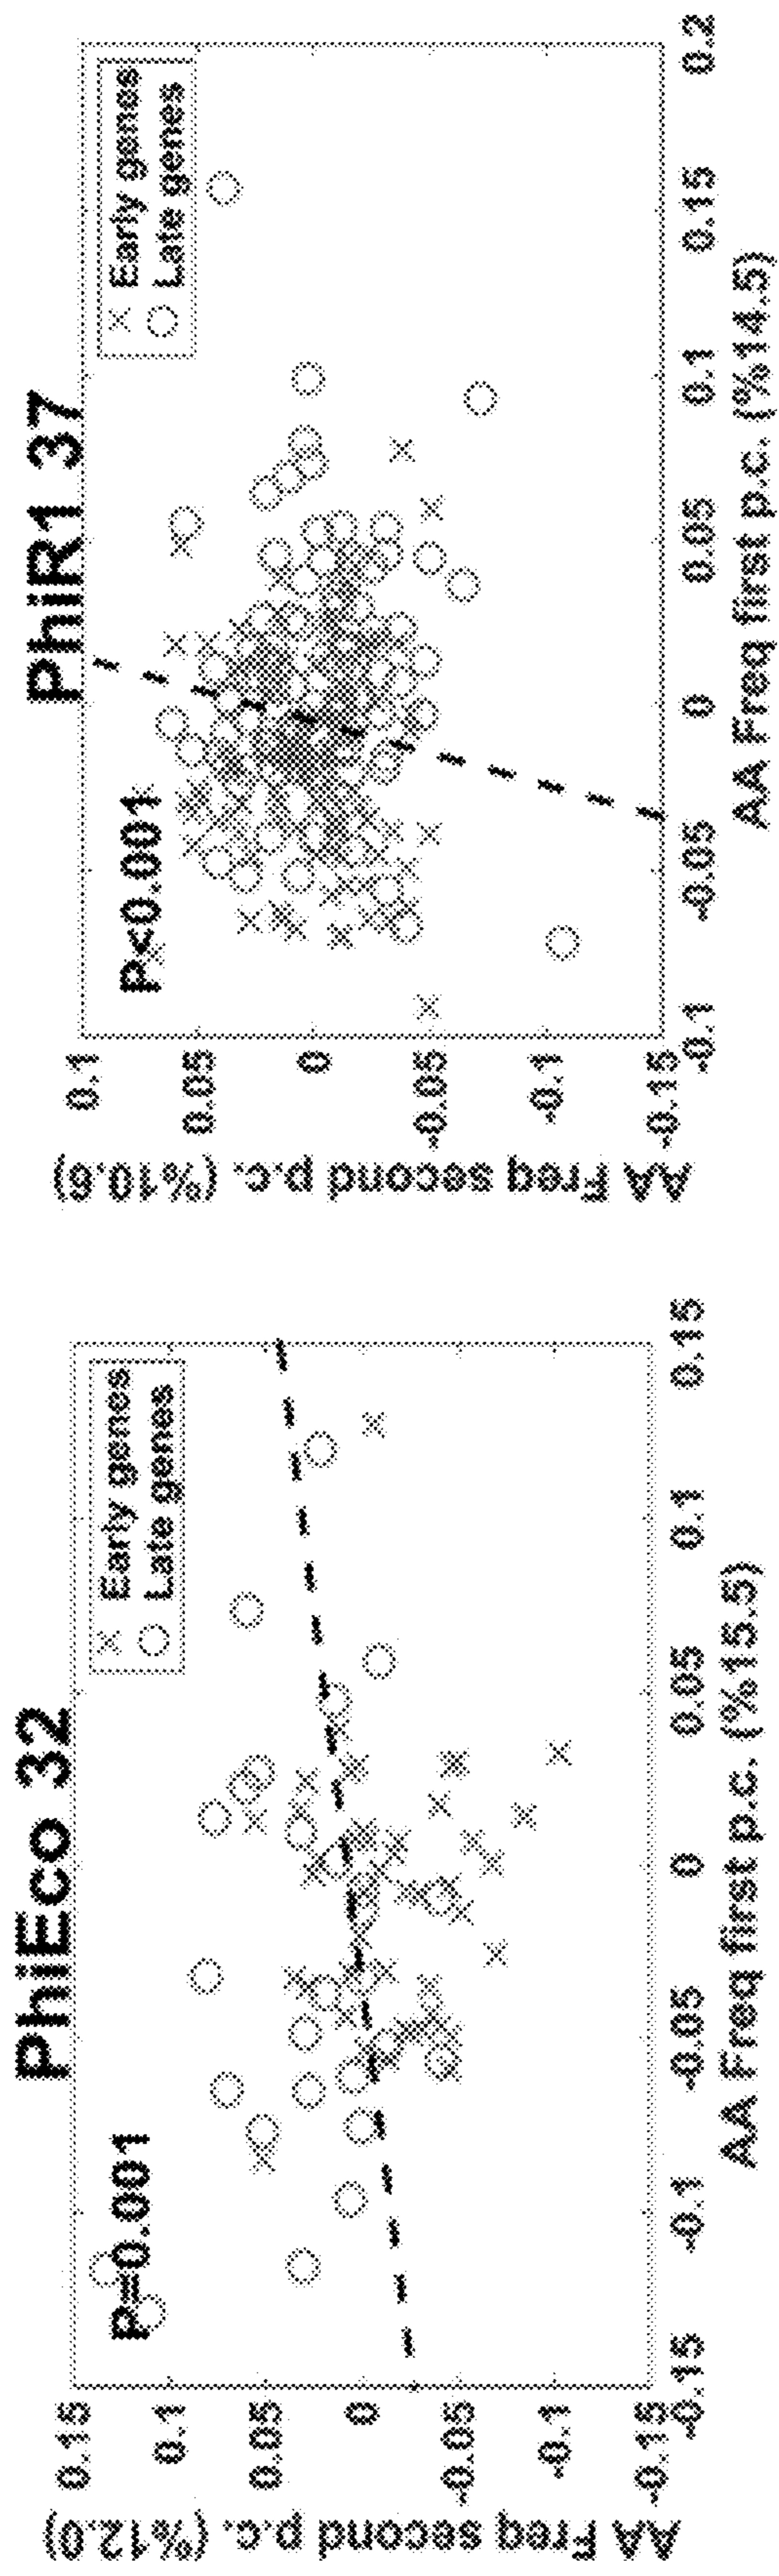 PhiEco 32
P=0.001
Early genes
Late genes
0.15
0.1
0.05
0
-0.05
-0.1
-0.15
-0.15
-0.1
-0.05
0
0.05
0.1
0.15
AA Freq second p.c. (%12.0)
AA Freq first p.c. (%15.5)
PhiR1 37
P<0.001
Early genes
Late genes
0.1
0.05
0
-0.05
-0.1
-0.15
-0.1
-0.05
0
0.05
0.1
0.15
0.2
AA Freq second p.c. (%10.6)
AA Freq first p.c. (%14.5)